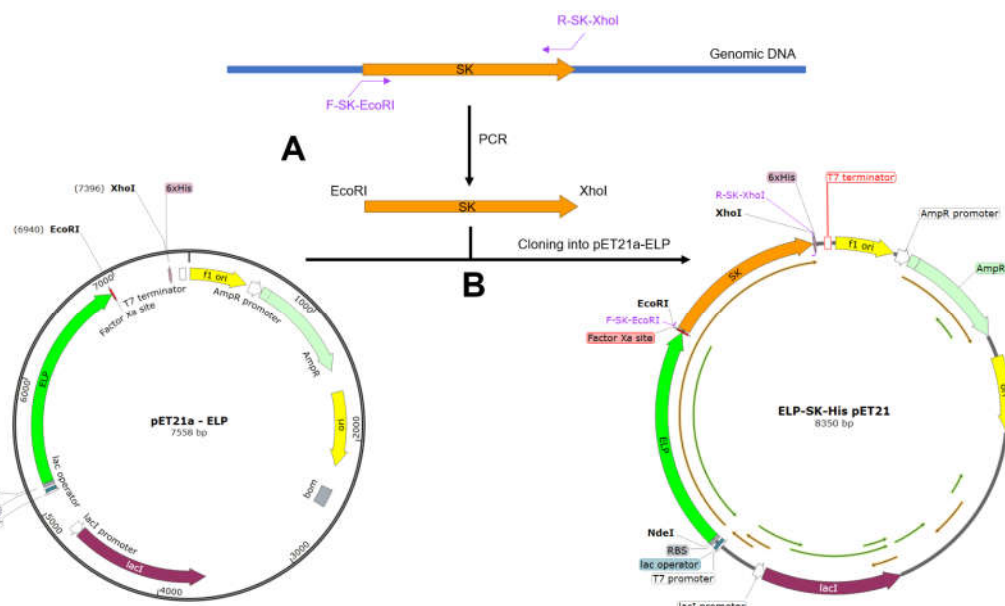 R-SK-XhoI
Genomic DNA
SK
F-SK-EcoRI
A
PCR
EcoRI
SK
XhoI
Cloning into pET21a-ELP
B
(7396) XhoI
6xHis
(6940) EcoRI
7000
T7 terminator
Factor Xa site
f1 ori
AmpR promoter
1000
AmpR
ELP
6000
pET21a - ELP
7558 bp
ori
2000
bom
lac operator
5000
lacI promoter
lacI
4000
3000
6xHis
T7 terminator
R-SK-XhoI
XhoI
f1 ori
AmpR promoter
AmpR
SK
EcoRI
F-SK-EcoRI
Factor Xa site
ELP
ELP-SK-His pET21
8350 bp
NdeI
RBS
lac operator
T7 promoter
lacI
lacI promoter